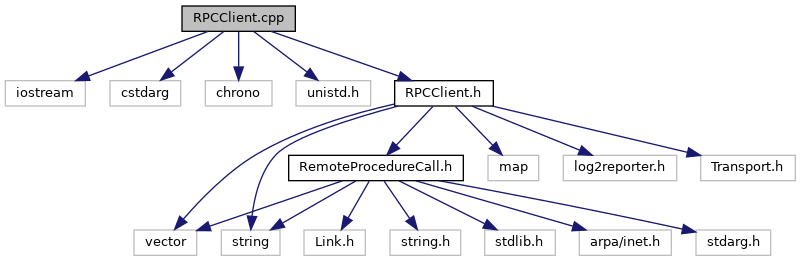 RPCClient.cpp
iostream
cstdarg
chrono
unistd.h
RPCClient.h
RemoteProcedureCall.h
map
log2reporter.h
Transport.h
vector
string
Link.h
string.h
stdlib.h
arpa/inet.h
stdarg.h